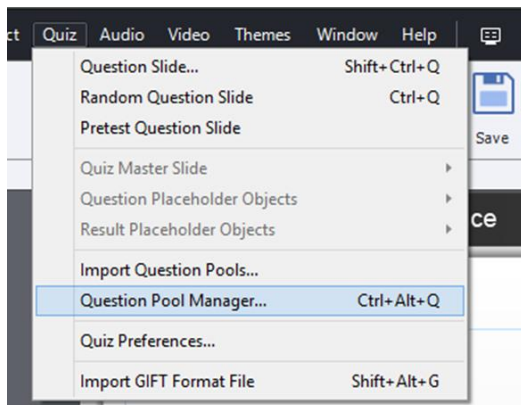 ct Quiz Audio Video Themes Window Help
Question Slide... Shift+Ctrl+Q
Random Question Slide Ctrl+Q
Pretest Question Slide
Save
Quiz Master Slide
Question Placeholder Objects
Result Placeholder Objects
ce
Import Question Pools...
Question Pool Manager... Ctrl+Alt+Q
Quiz Preferences...
Import GIFT Format File Shift+Alt+G